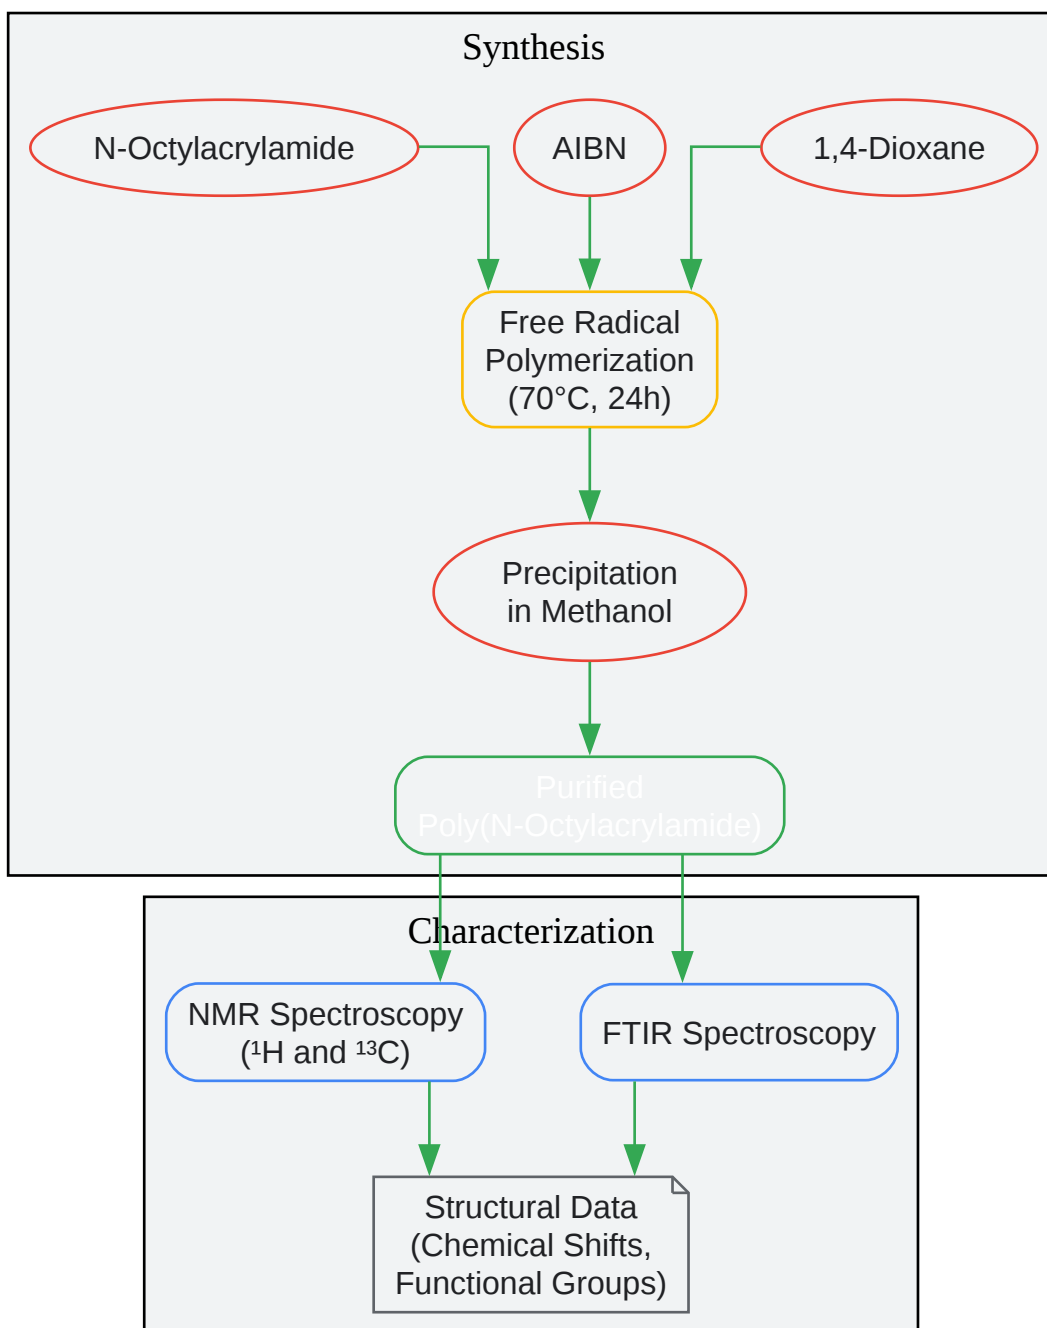 Synthesis
N-Octylacrylamide
AIBN
1,4-Dioxane
Free Radical
Polymerization
(70°C, 24h)
Precipitation
in Methanol
Purified
Poly(N-Octylacrylamide)
Characterization
NMR Spectroscopy
(¹H and ¹³C)
FTIR Spectroscopy
Structural Data
(Chemical Shifts,
Functional Groups)